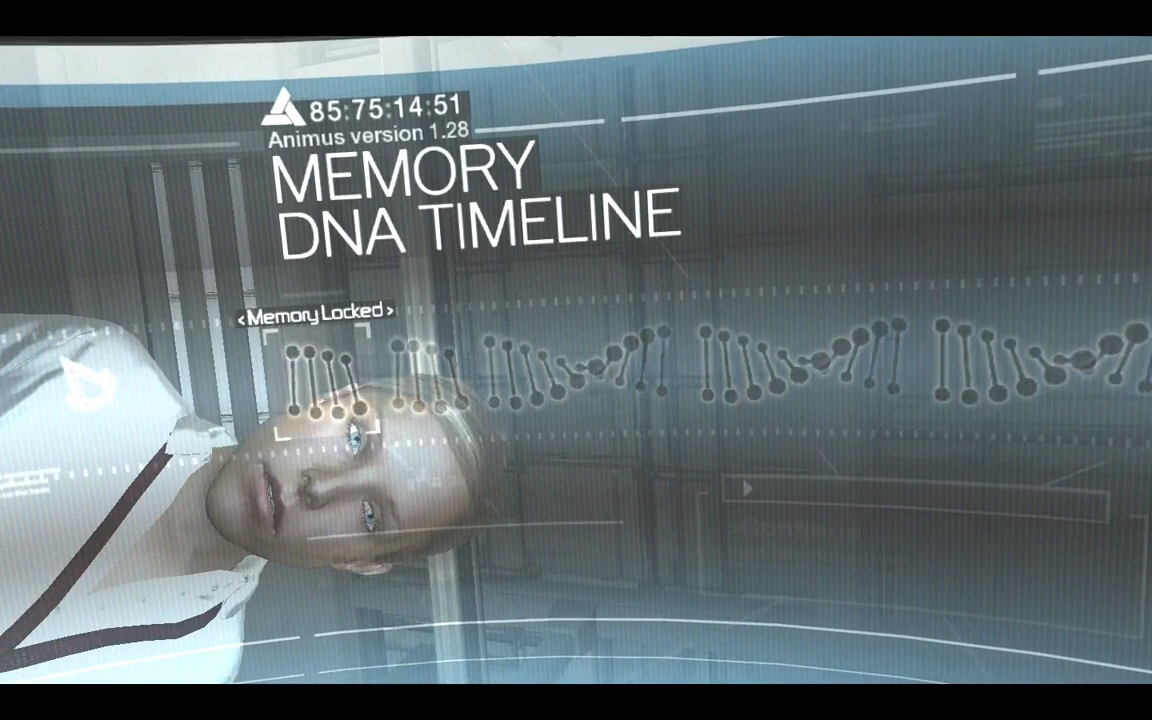 85:75:14:51
Animus version 1.28
MEMORY
DNA TIMELINE
<Memory Locked>